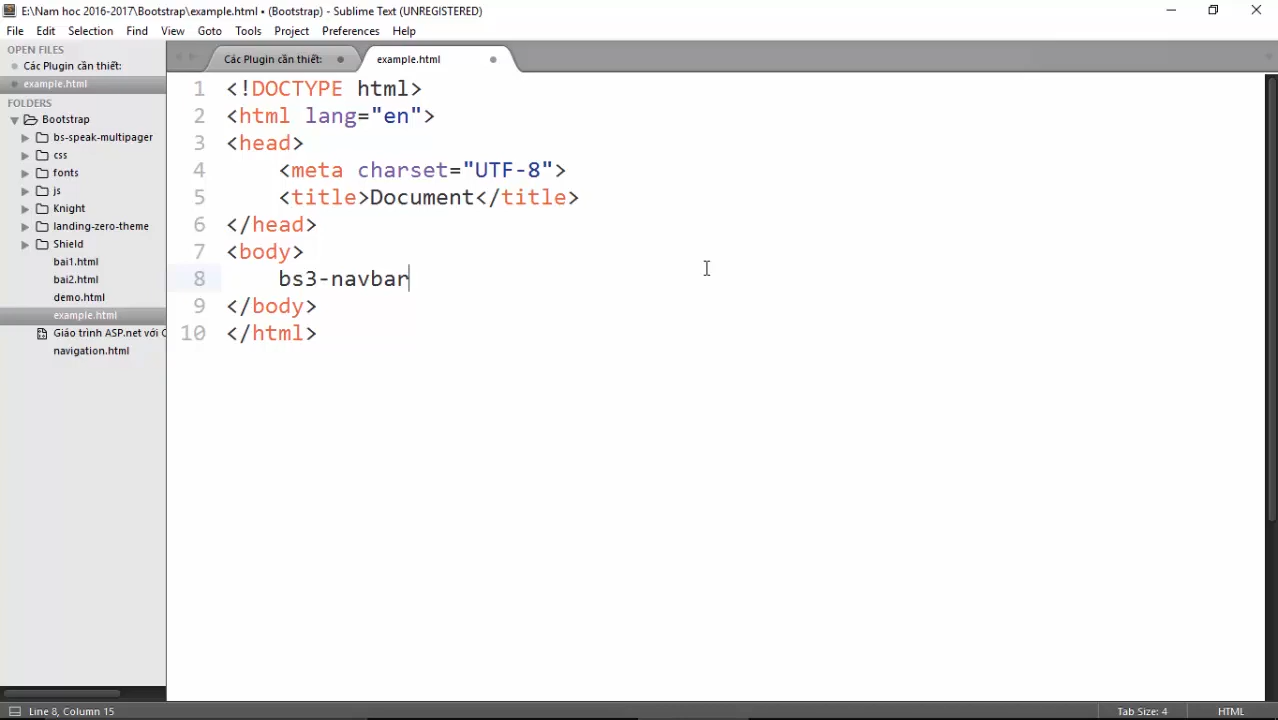 E:\Nam hoc 2016-2017\Bootstrap\example.html • (Bootstrap) - Sublime Text (UNREGISTERED)
File Edit Selection Find View Goto Tools Project Preferences Help
OPEN FILES
Các Plugin cần thiết:
example.html
FOLDERS
Bootstrap
bs-speak-multipager
css
fonts
js
Knight
landing-zero-theme
Shield
bai1.html
bai2.html
demo.html
example.html
Giáo trình ASP.net với C
navigation.html
Các Plugin cần thiết: example.html
1 <!DOCTYPE html>
2 <html lang="en">
3 <head>
4 <meta charset="UTF-8">
5 <title>Document</title>
6 </head>
7 <body>
8 bs3-navbar
9 </body>
10 </html>
Line 8, Column 15 Tab Size: 4 HTML